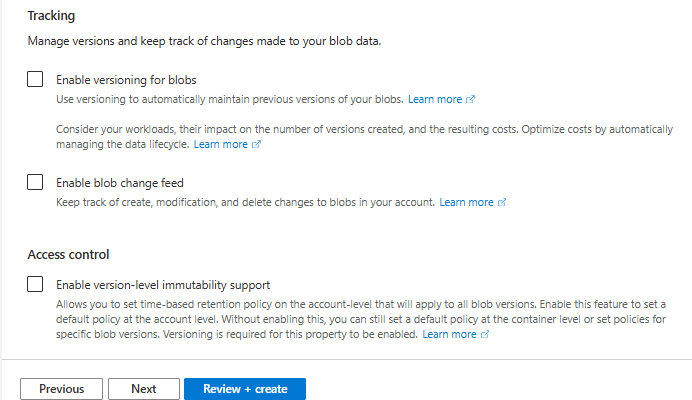 Tracking
Manage versions and keep track of changes made to your blob data.
Enable versioning for blobs
Use versioning to automatically maintain previous versions of your blobs. Learn more
Consider your workloads, their impact on the number of versions created, and the resulting costs. Optimize costs by automatically
managing the data lifecycle. Learn more
Enable blob change feed
Keep track of create, modification, and delete changes to blobs in your account. Learn more
Access control
Enable version-level immutability support
Allows you to set time-based retention policy on the account-level that will apply to all blob versions. Enable this feature to set a
default policy at the account level. Without enabling this, you can still set a default policy at the container level or set policies for
specific blob versions. Versioning is required for this property to be enabled. Learn more
Previous Next Review + create